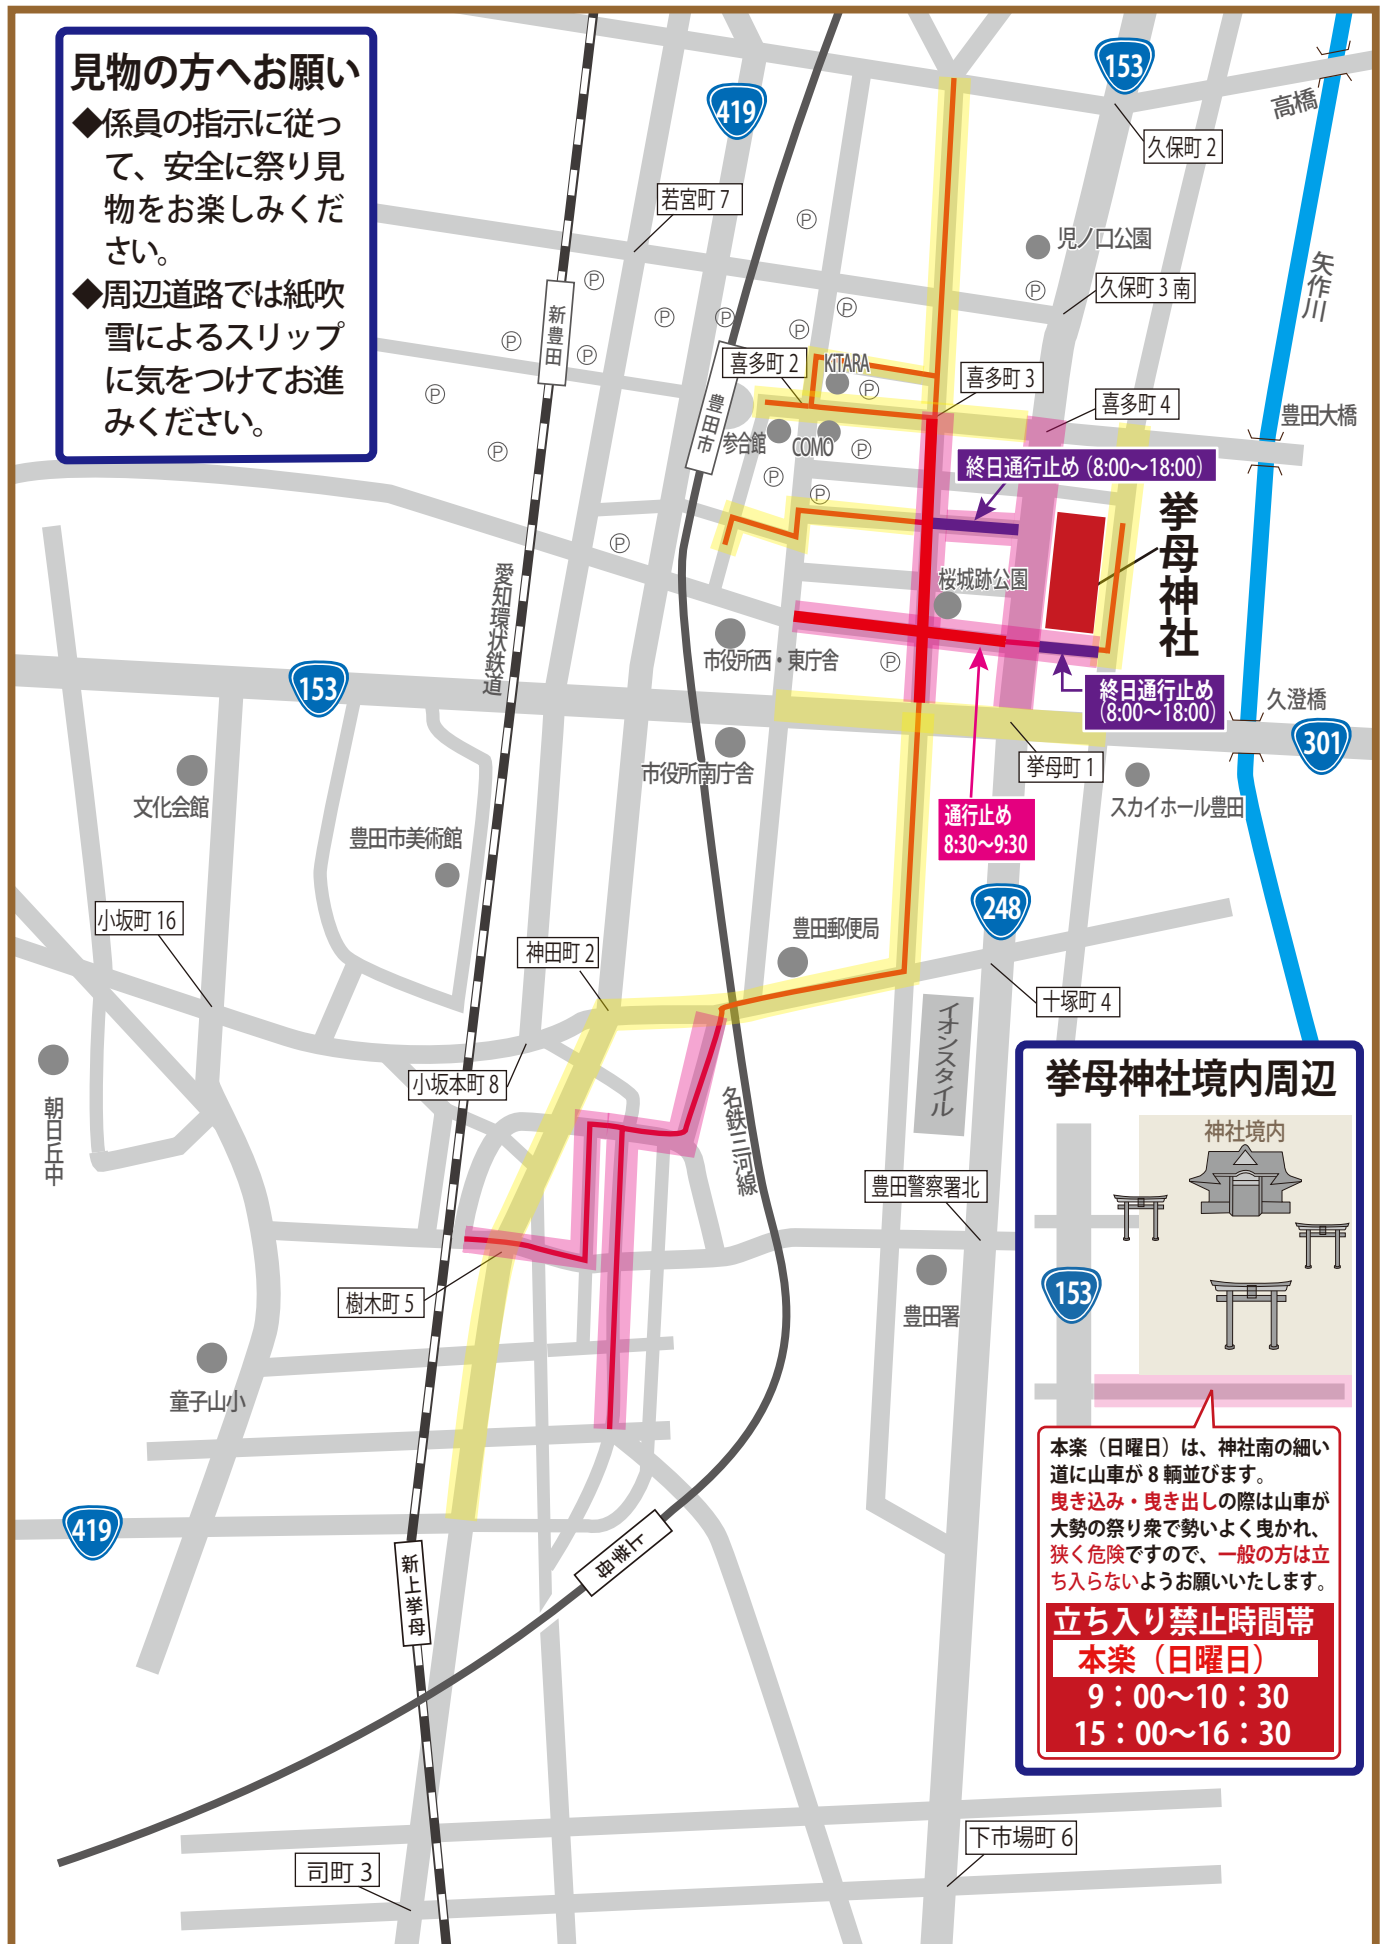 見物の方へお願い
◆係員の指示に従っ
て、安全に祭り見
物をお楽しみくだ
さい。
◆周辺道路では紙吹
雪によるスリップ
に気をつけてお進
みください。
153
419
高橋
久保町 2
若宮町 7
Ⓟ
児ノ口公園
矢作川
Ⓟ
Ⓟ
久保町 3 南
新豊田
Ⓟ
Ⓟ
Ⓟ
Ⓟ
Ⓟ
Ⓟ
喜多町 2
KiTARA
喜多町 3
Ⓟ
Ⓟ
喜多町 4
豊田市
豊田大橋
参合館
COMO
Ⓟ
Ⓟ
終日通行止め (8:00〜18:00)
Ⓟ
Ⓟ
挙母神社
Ⓟ
愛知環状鉄道
桜城跡公園
市役所西・東庁舎
Ⓟ
153
終日通行止め
(8:00〜18:00)
久澄橋
301
市役所南庁舎
挙母町 1
文化会館
スカイホール豊田
通行止め
8:30〜9:30
豊田市美術館
小坂町 16
248
豊田郵便局
神田町 2
十塚町 4
イオンスタイル
小坂本町 8
朝日丘中
名鉄三河線
豊田警察署北
樹木町 5
豊田署
童子山小
419
新上挙母
上挙母
司町 3
下市場町 6
挙母神社境内周辺
神社境内
153
本楽（日曜日）は、神社南の細い
道に山車が 8 輌並びます。
曳き込み・曳き出しの際は山車が
大勢の祭り衆で勢いよく曳かれ、
狭く危険ですので、一般の方は立
ち入らないようお願いいたします。
立ち入り禁止時間帯
本楽（日曜日）
9：00〜10：30
15：00〜16：30